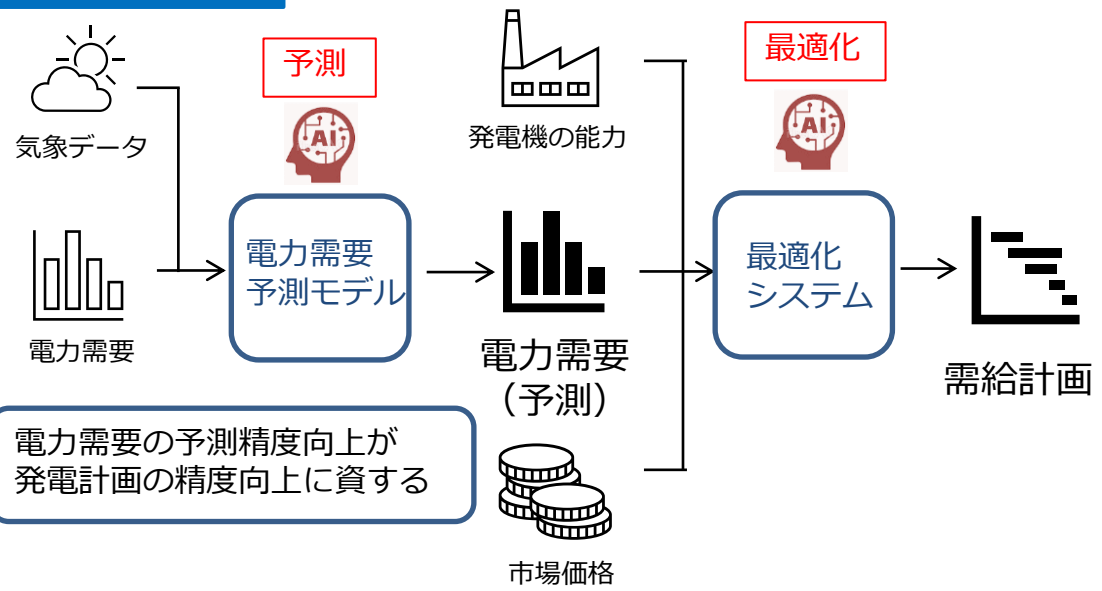 予測
最適化
AI
AI
気象データ
発電機の能力
電力需要
予測モデル
最適化
システム
電力需要
電力需要
(予測)
需給計画
電力需要の予測精度向上が
発電計画の精度向上に資する
市場価格